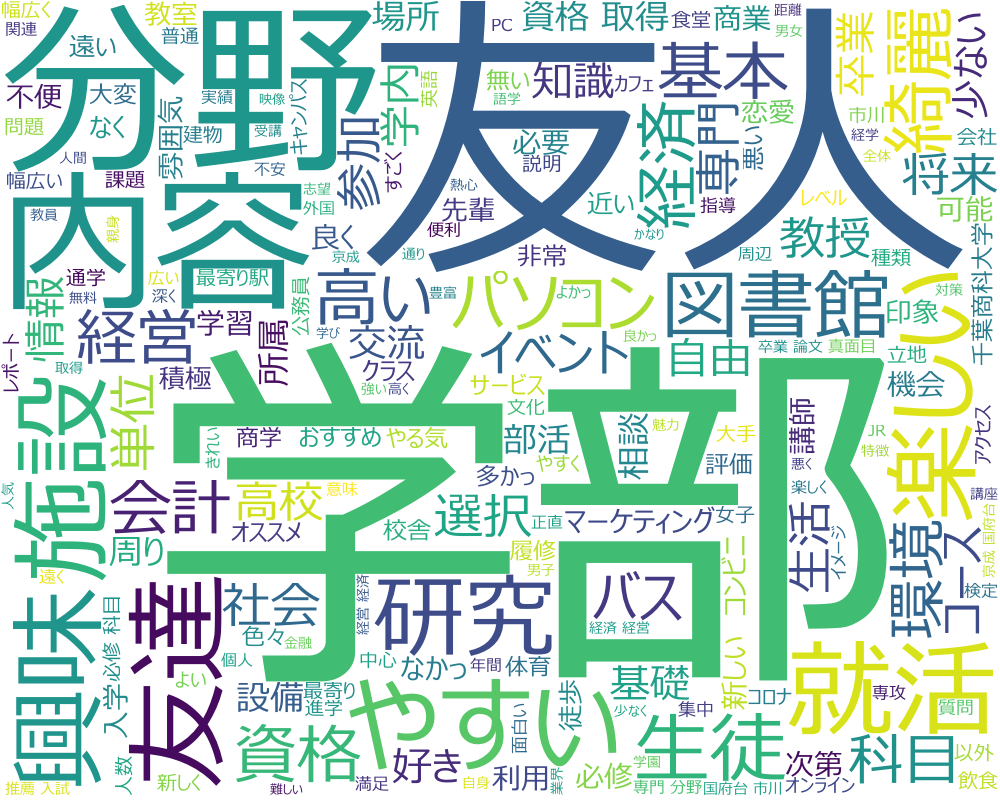 幅広く
関連
教室
普通
場所
資格 取得
食堂
商業
距離
男女
PC
遠い
分野
友人
不便
大変
実績
映像
雰囲気
学内
無い
英語
語学
知識
カフェ
基本
卒業
綺麗
少ない
問題
なく
建物
受講
キャンパス
参加
必要
説明
恋愛
市川
経学
会社
全体
人間
不安
すごく
経済
専門
悪い
幅広い
課題
志望
外国
熱心
先輩
便利
近い
指導
レベル
将来
可能
教員
親身
内容
良く
京成
通り
非常
かなり
周辺
教授
種類
千葉商科大学
通学
広い
無料
深く
最寄り駅
公務員
高い
豊富
パソコン
よかっ
図書館
印象
対策
情報
経営
学習
所属
学び
交流
イベント
良かっ
自由
卒業 論文
真面目
立地
レポート
取得
積極
クラス
強い
高く
サービス
文化
機会
楽しい
施設
単位
学部
商学
おすすめ
やる気
部活
相談
魅力
大手
講師
JR
特徴
アクセス
きれい
多かっ
やすく
評価
悪く
楽しく
人気
会計
高校
意味
選択
講座
オススメ
校舎
正直
マーケティング
女子
生活
イメージ
環境
コース
京成 国府台
検定
周り
履修
男子
コンビニ
遠く
興味
友達
社会
研究
バス
経営 経済
経済 経営
色々
金融
必修 科目
入学
個人
中心
なかっ
年間
体育
新しい
就活
よい
設備
最寄り
進学
やすい
徒歩
基礎
少なく
集中
コロナ
専攻
質問
面白い
生徒
科目
人数
資格
好き
利用
必修
次第
以外
推薦 入試
新しく
難しい
満足
自身
業界
学園
専門 分野
国府台
市川
オンライン
飲食